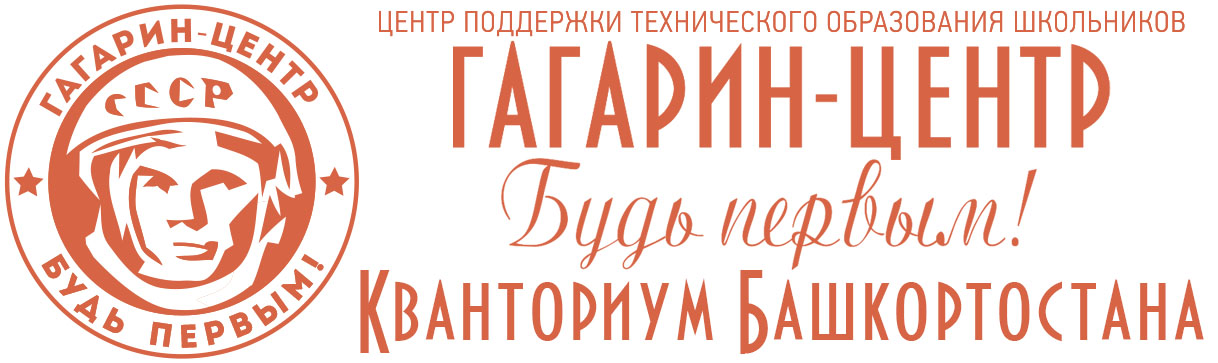 ГАГАРИН-ЦЕНТР
СССР
БУДЬ ПЕРВЫМ!
ЦЕНТР ПОДДЕРЖКИ ТЕХНИЧЕСКОГО ОБРАЗОВАНИЯ ШКОЛЬНИКОВ
ГАГАРИН-ЦЕНТР
Будь первым!
КВАНТОРИУМ БАШКОРТОСТАНА